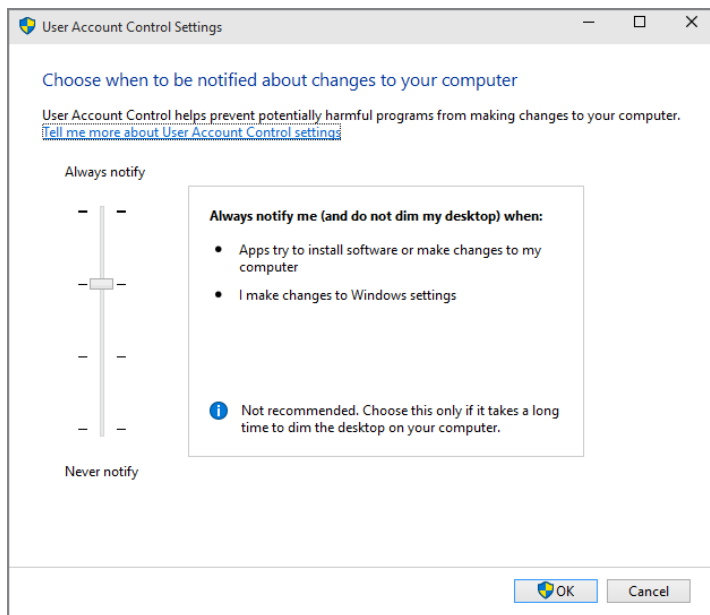 User Account Control Settings
Choose when to be notified about changes to your computer
User Account Control helps prevent potentially harmful programs from making changes to your computer.
Tell me more about User Account Control settings
Always notify
Always notify me (and do not dim my desktop) when:
Apps try to install software or make changes to my
computer
I make changes to Windows settings
Not recommended. Choose this only if it takes a long
time to dim the desktop on your computer.
Never notify
OK
Cancel